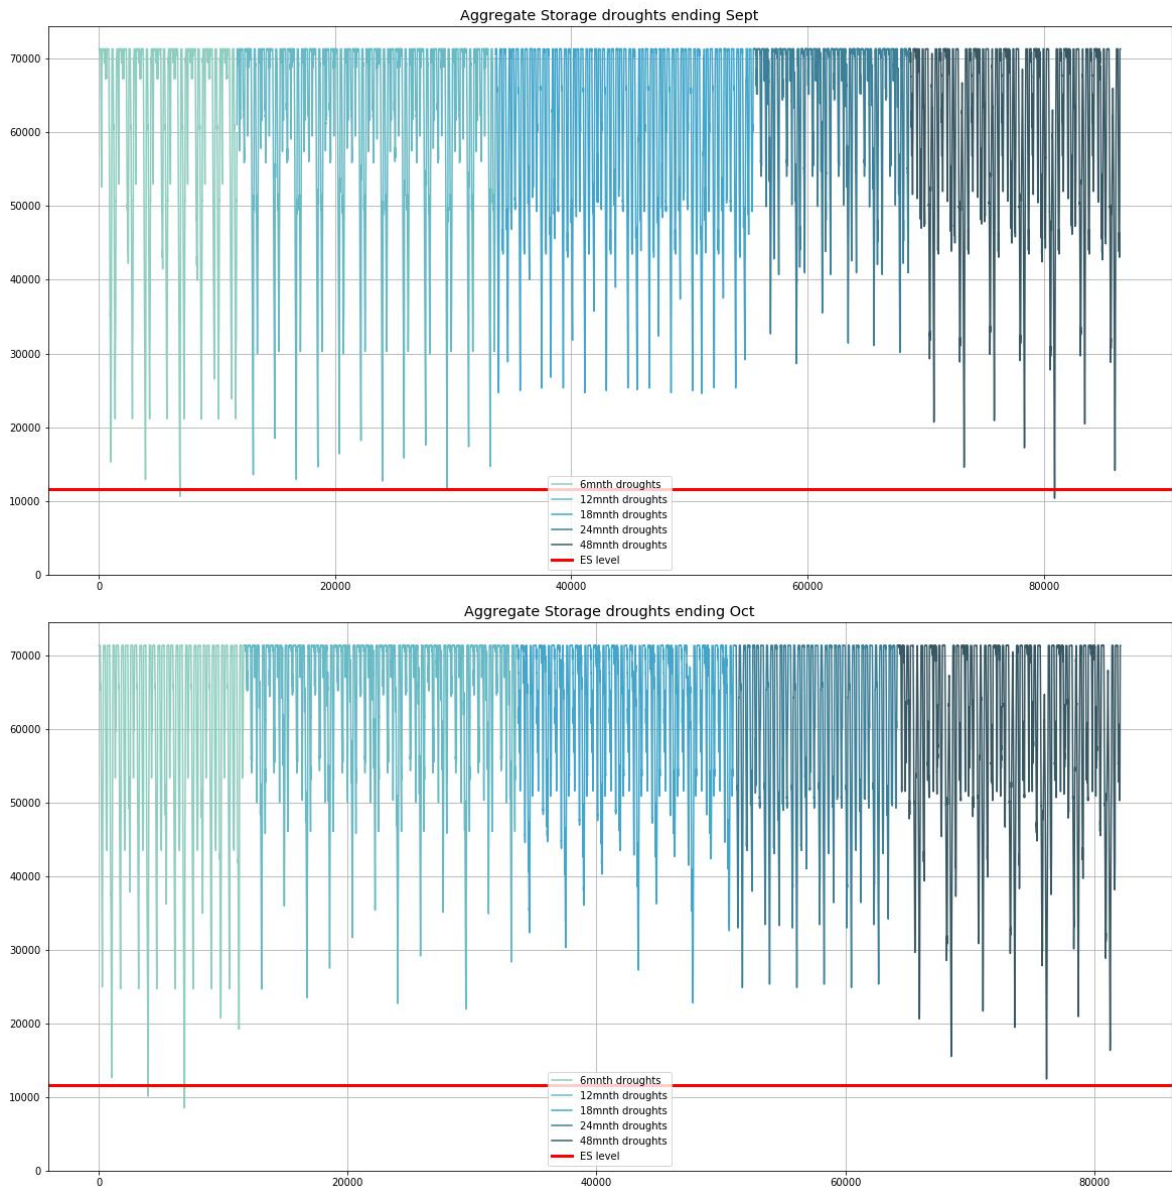 Aggregate Storage droughts ending Sept
70000
60000
50000
40000
30000
20000
10000
0
6mnth droughts
12mnth droughts
18mnth droughts
24mnth droughts
48mnth droughts
ES level
0 20000 40000 60000 80000
Aggregate Storage droughts ending Oct
70000
60000
50000
40000
30000
20000
10000
0
6mnth droughts
12mnth droughts
18mnth droughts
24mnth droughts
48mnth droughts
ES level
0 20000 40000 60000 80000